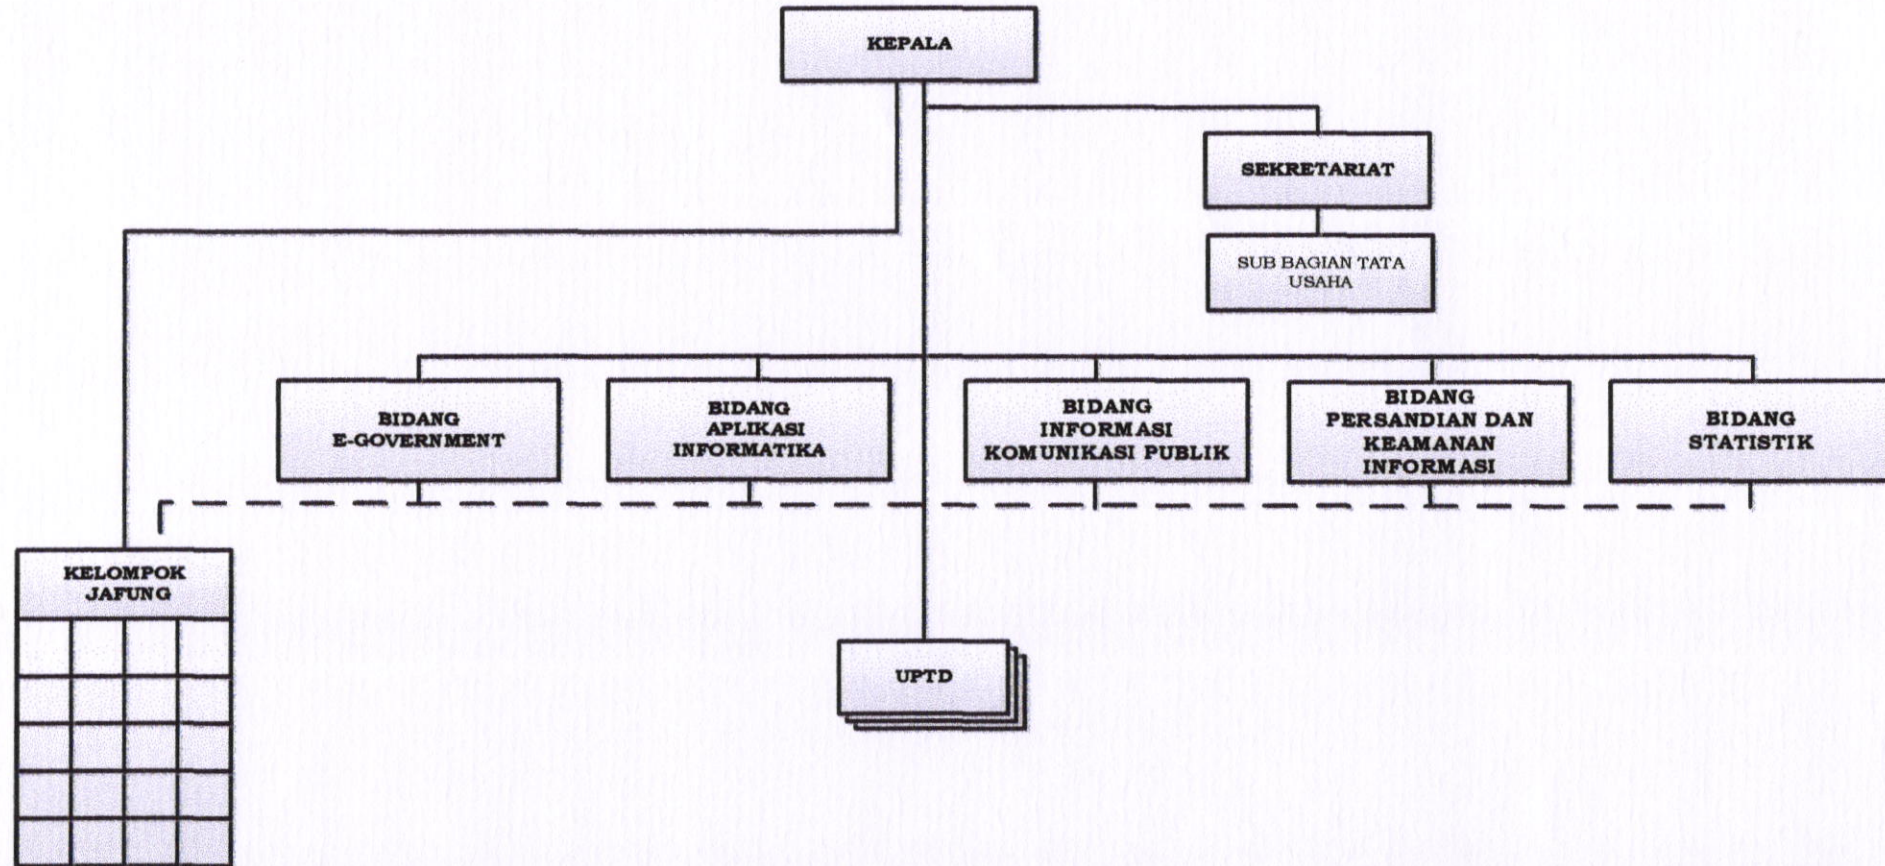 KEPALA
SEKRETARIAT
SUB BAGIAN TATA
USAHA
BIDANG
E-GOVERNMENT
BIDANG
APLIKASI
INFORMATIKA
BIDANG
INFORMASI
KOMUNIKASI PUBLIK
BIDANG
PERSANDIAN DAN
KEAMANAN
INFORMASI
BIDANG
STATISTIK
KELOMPOK
JAFUNG
UPTD